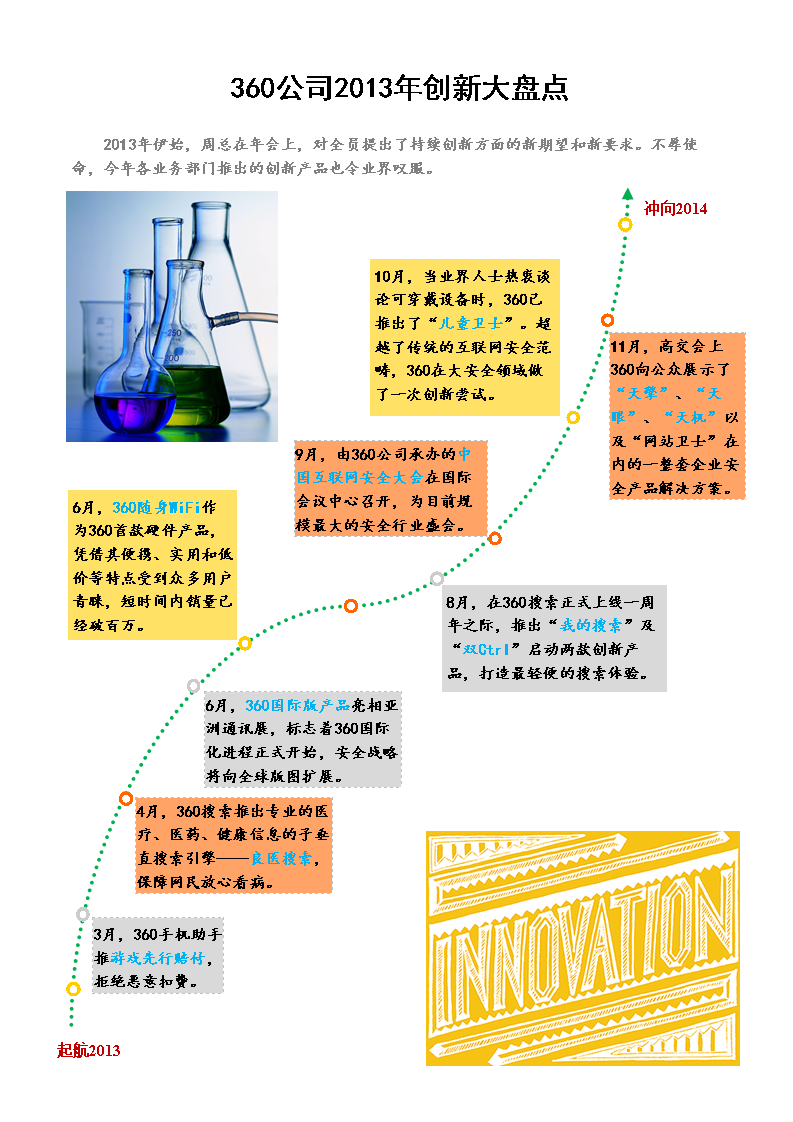 360公司2013年创新大盘点
2013年伊始，周总在年会上，对全员提出了持续创新方面的新期望和新要求。不辱使
命，今年各业务部门推出的创新产品也令业界叹服。
冲向2014
10月，当业界人士热衷谈
论可穿戴设备时，360已
推出了“儿童卫士”。超
越了传统的互联网安全范
畴，360在大安全领域做
了一次创新尝试。
11月，高交会上
360向公众展示了
“天擎”、“天
眼”、“天机”以
及“网站卫士”在
内的一整套企业安
全产品解决方案。
9月，由360公司承办的中
国互联网安全大会在国际
会议中心召开，为目前规
模最大的安全行业盛会。
6月，360随身WiFi作
为360首款硬件产品，
凭借其便携、实用和低
价等特点受到众多用户
青睐，短时间内销量已
经破百万。
8月，在360搜索正式上线一周
年之际，推出“我的搜索”及
“双Ctrl”启动两款创新产
品，打造最轻便的搜索体验。
6月，360国际版产品亮相亚
洲通讯展，标志着360国际
化进程正式开始，安全战略
将向全球版图扩展。
4月，360搜索推出专业的医
疗、医药、健康信息的子垂
直搜索引擎——良医搜索，
保障网民放心看病。
INNOVATION
3月，360手机助手
推游戏先行赔付，
拒绝恶意扣费。
起航2013